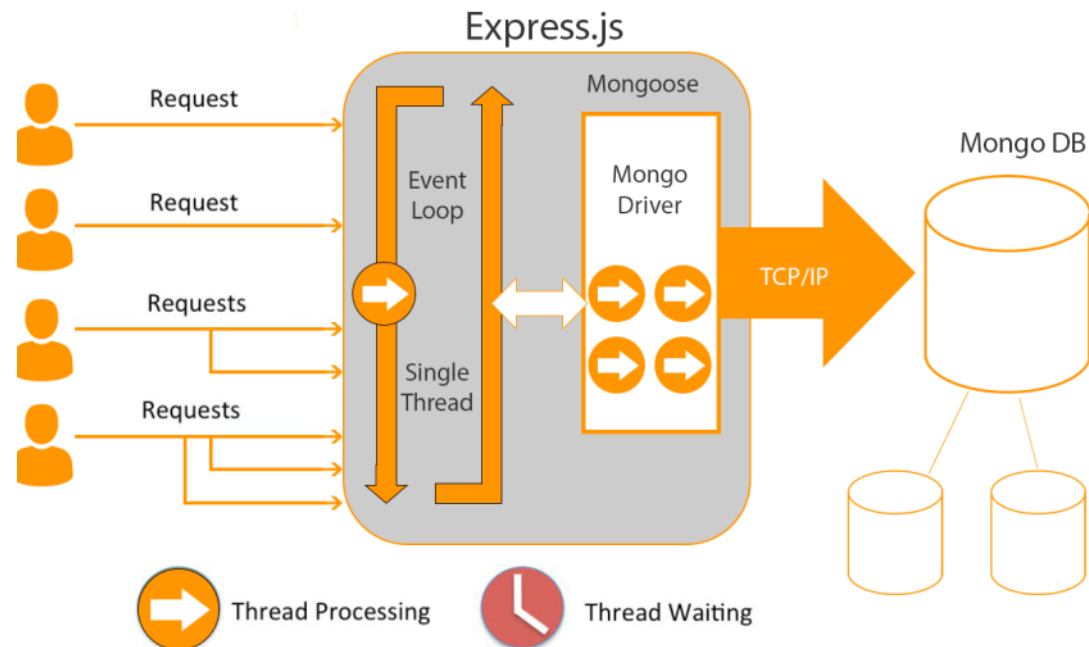 Express.js
Request
Mongoose
Mongo DB
Event
Loop
Mongo
Driver
Request
TCP/IP
Requests
Single
Thread
Requests
Thread Processing
Thread Waiting